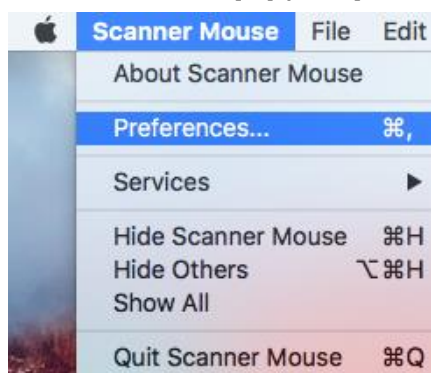 Scanner Mouse File Edit
About Scanner Mouse
Preferences... ⌘,
Services ▶
Hide Scanner Mouse ⌘H
Hide Others ⌥⌘H
Show All
Quit Scanner Mouse ⌘Q